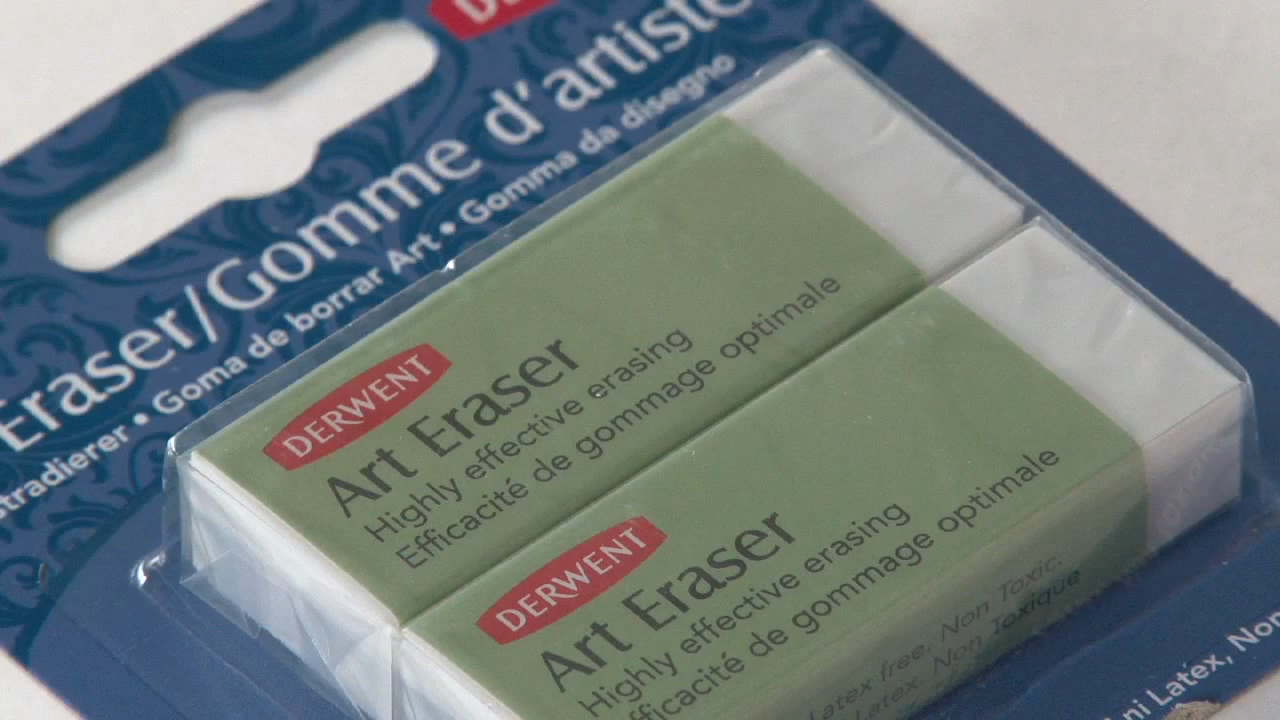 Eraser/Gomme d'artiste
Goma de borrar Art • Gomma da disegno
DERWENT
Art Eraser
Highly effective erasing
Efficacité de gommage optimale
DERWENT
Art Eraser
Highly effective erasing
Efficacité de gommage optimale
Latex free. Non Toxic.
Latex. Non Toxique
ni Latex, Non